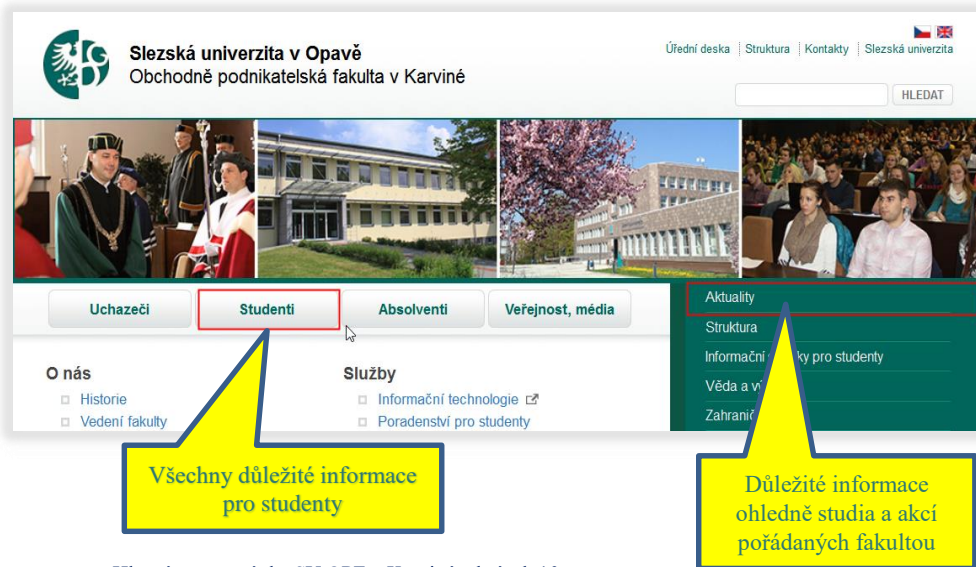 Slezská univerzita v Opavě
Obchodně podnikatelská fakulta v Karviné
Úřední deska Struktura Kontakty Slezská univerzita
HLEDAT
Uchazeči Studenti Absolventi Veřejnost, média
Aktuality
Struktura
Informační ky pro studenty
Věda a v
Zahranič
O nás
Historie
Vedení fakulty
Služby
Informační technologie
Poradenství pro studenty
Všechny důležité informace
pro studenty
Důležité informace
ohledně studia a akcí
pořádaných fakultou